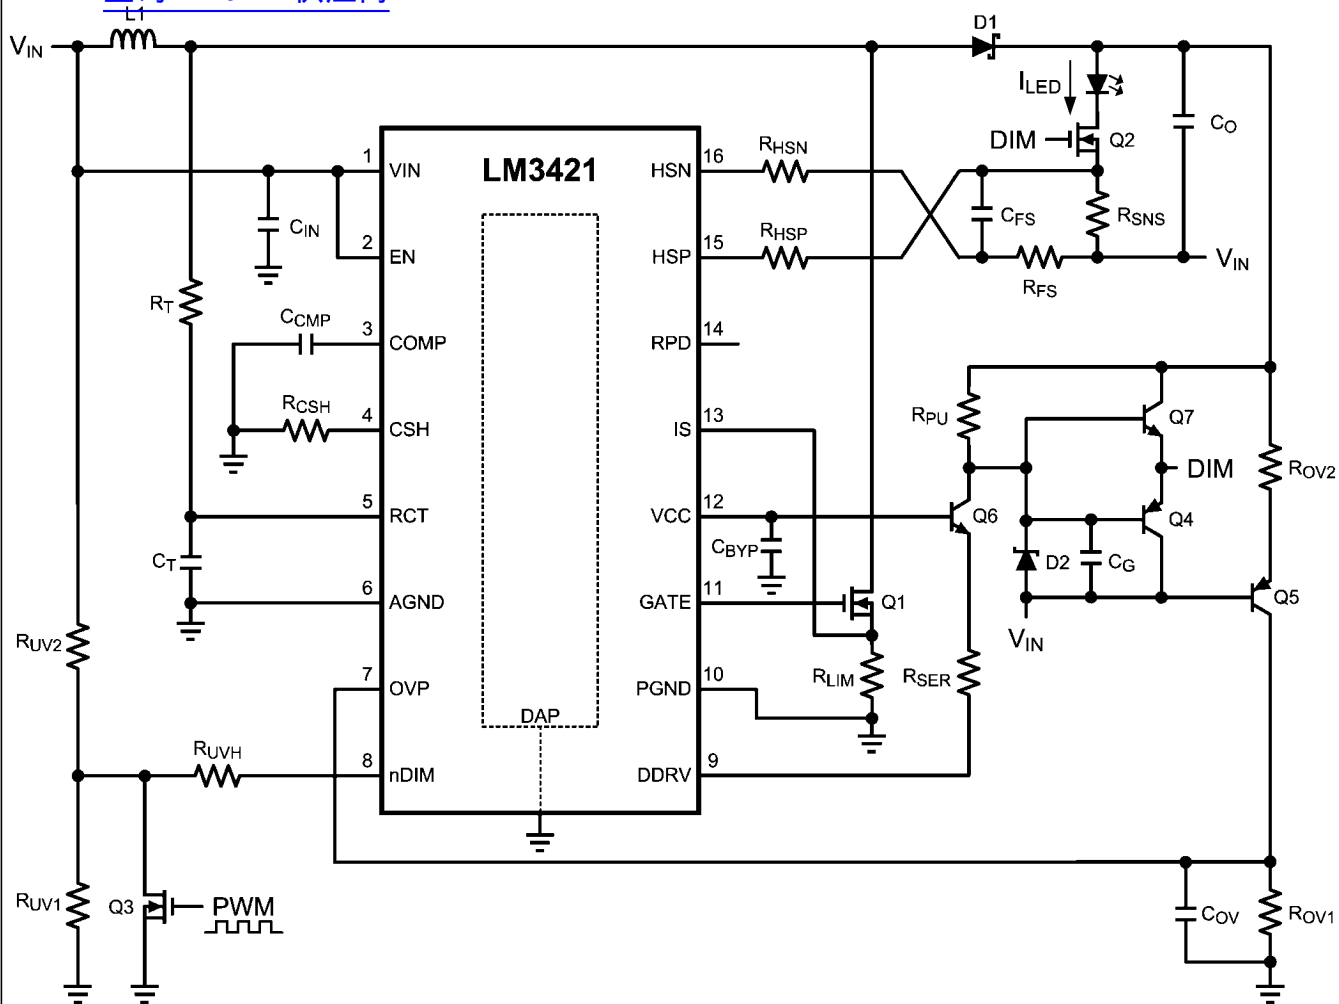 L1
VIN
D1
ILED
CO
DIM
Q2
LM3421
1
VIN
HSN
16
RHSN
CIN
CFS
RSNS
2
EN
HSP
15
RHSP
VIN
RFS
RT
CCMP
3
COMP
RPD
14
RCSH
4
CSH
IS
13
RPU
Q7
DIM
ROV2
5
RCT
VCC
12
Q6
Q4
CT
CBYP
D2
CG
6
AGND
GATE
11
Q1
Q5
VIN
RUV2
7
OVP
PGND
10
RLIM
RSER
DAP
RUVH
8
nDIM
DDRV
9
RUV1
Q3
PWM
COV
ROV1